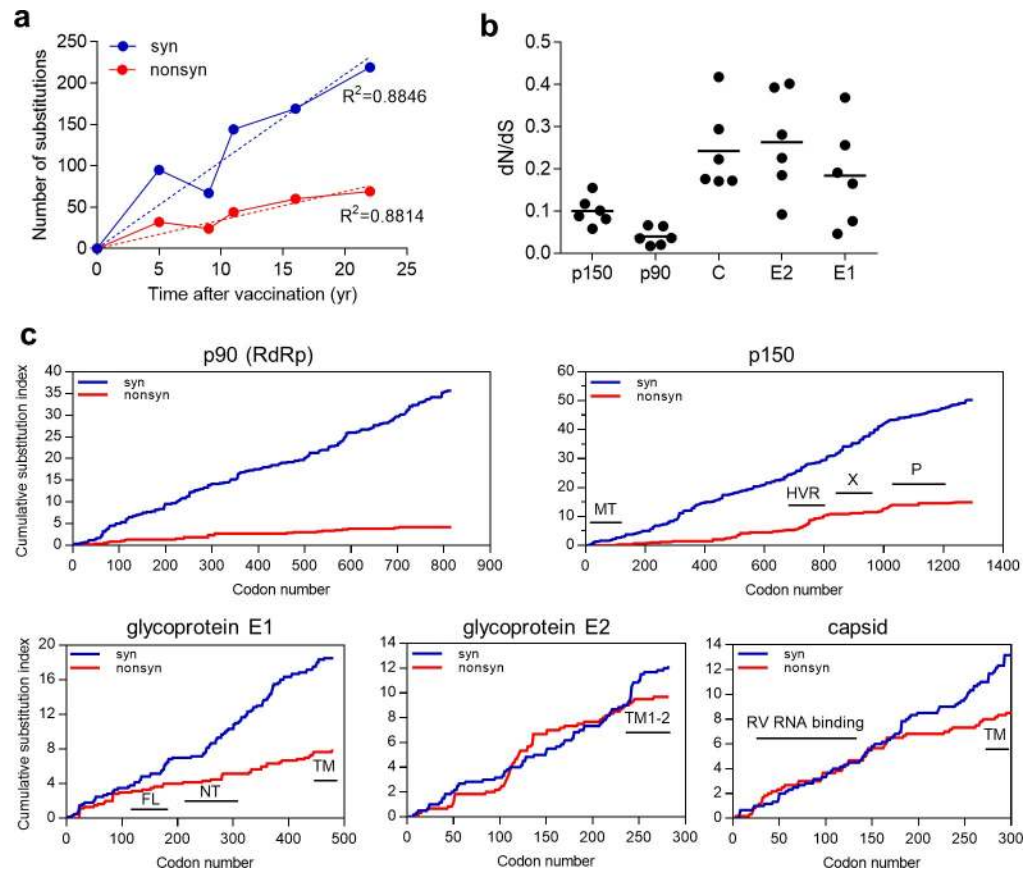 a
syn
nonsyn
Number of substitutions
250
200
150
100
50
0
R²=0.8846
R²=0.8814
0 5 10 15 20 25
Time after vaccination (yr)
b
dN/dS
0.5
0.4
0.3
0.2
0.1
0.0
p150 p90 C E2 E1
c
p90 (RdRp)
Cumulative substitution index
40
35
30
25
20
15
10
5
0
syn
nonsyn
0 100 200 300 400 500 600 700 800 900
Codon number
p150
60
50
40
30
20
10
0
syn
nonsyn
MT
HVR
X
P
0 200 400 600 800 1000 1200 1400
Codon number
glycoprotein E1
Cumulative substitution index
20
16
12
8
4
0
syn
nonsyn
FL
NT
TM
0 100 200 300 400 500
Codon number
glycoprotein E2
14
12
10
8
6
4
2
0
syn
nonsyn
TM1-2
0 50 100 150 200 250 300
Codon number
capsid
14
12
10
8
6
4
2
0
syn
nonsyn
RV RNA binding
TM
0 50 100 150 200 250 300
Codon number